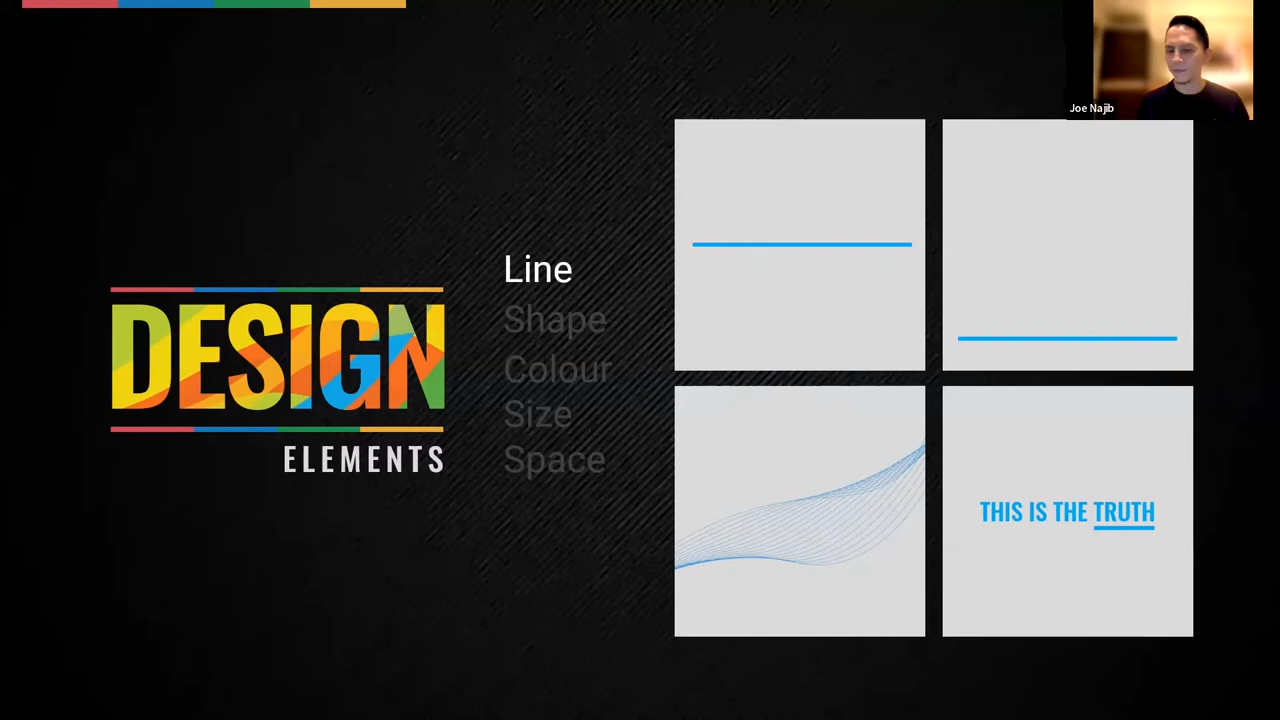 Joe Najib
DESIGN
ELEMENTS
Line
Shape
Colour
Size
Space
THIS IS THE TRUTH